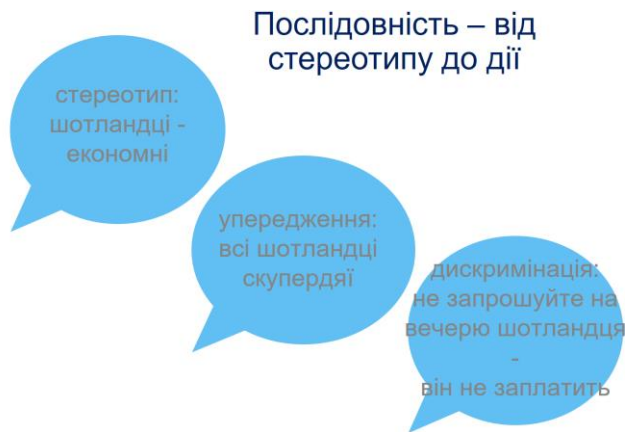 Послідовність – від
стереотипу до дії
стереотип:
шотландці -
економні
упередження:
всі шотландці
скупердяї
дискримінація:
не запрошуйте на
вечерю шотландця
-
він не заплатить